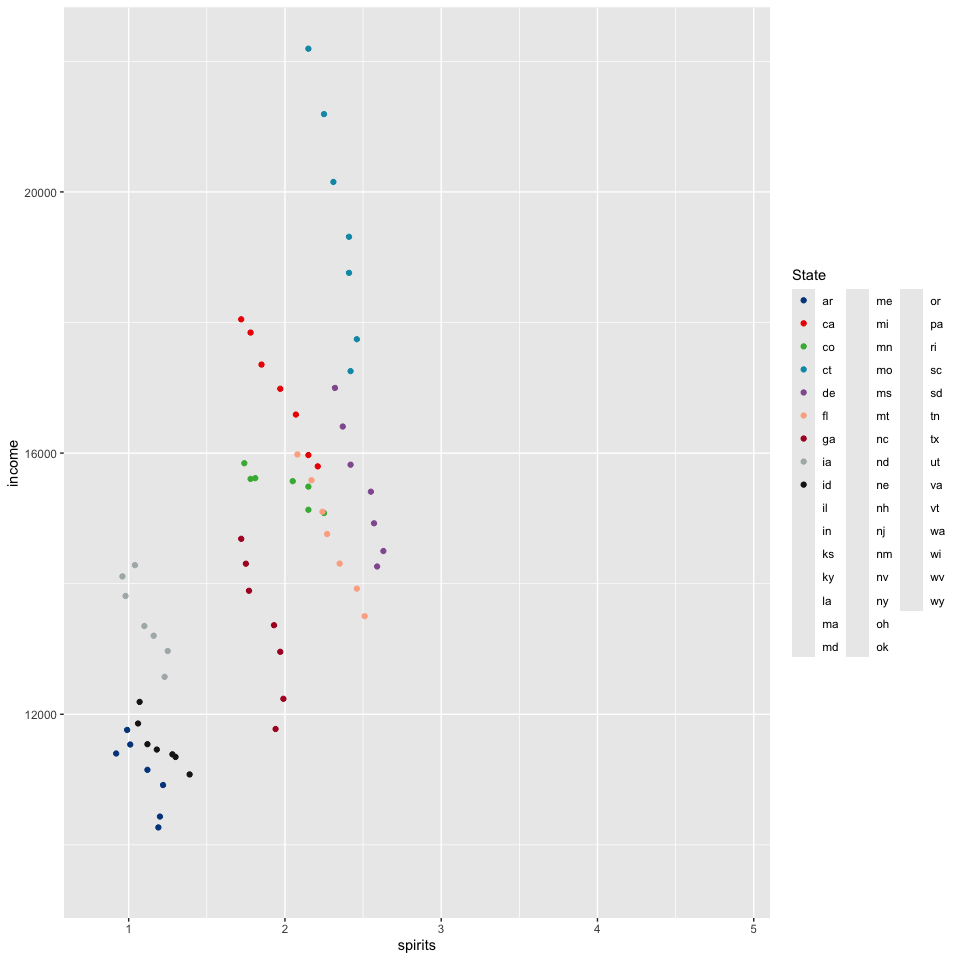 20000
16000
12000
income
1 2 3 4 5
spirits
State
ar me or
ca mi pa
co mn ri
ct mo sc
de ms sd
fl mt tn
ga nc tx
ia nd ut
id ne va
il nh vt
in nj wa
ks nm wi
ky nv wv
la ny wy
ma oh
md ok